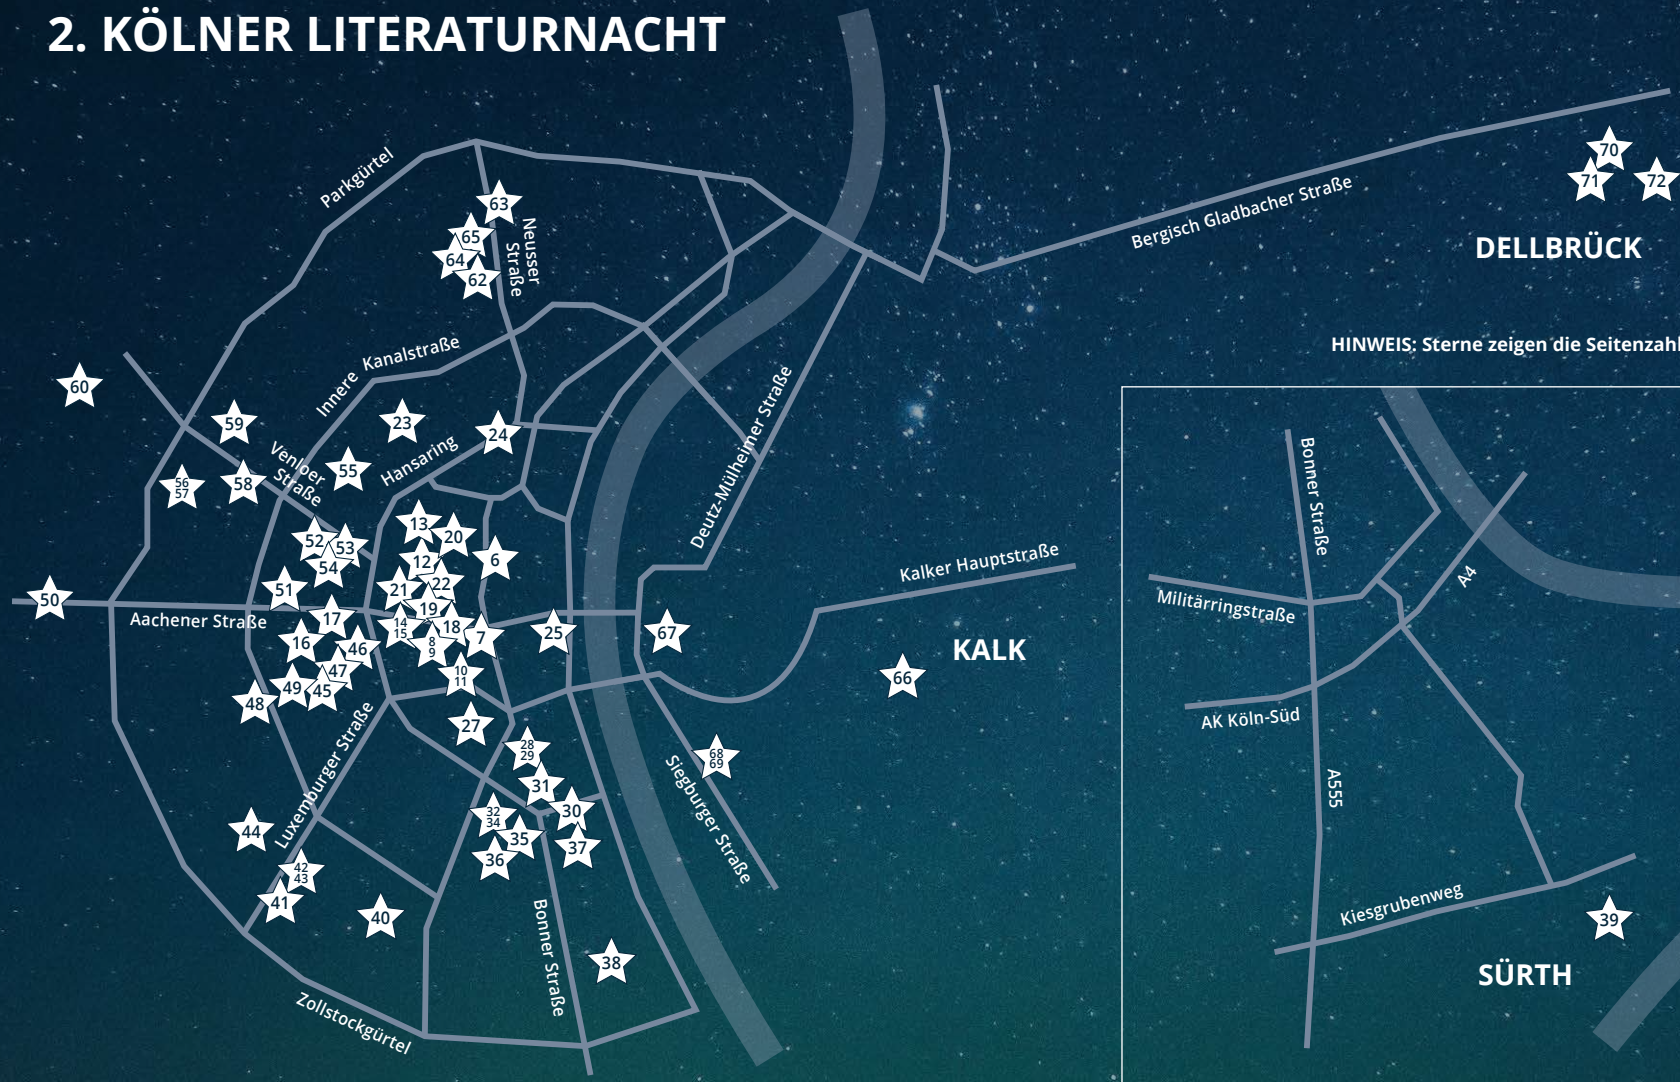 2. KÖLNER LITERATURNACHT
Parkgürtel
63
65
64
62
Neusser
Straße
Bergisch Gladbacher Straße
70
71
72
DELLBRÜCK
HINWEIS: Sterne zeigen die Seitenzahl
Innere Kanalstraße
60
59
23
24
Hansaring
Venloer
Straße
55
56
57
58
Deutz-Mülheimer Straße
13
20
52
53
54
12
6
22
21
51
50
19
Aachener Straße
17
14
15
18
7
25
67
16
46
8
9
47
10
11
49
45
48
Kalker Hauptstraße
KALK
66
27
28
29
31
30
32
34
35
37
36
68
69
Siegburger Straße
Luxemburger Straße
44
42
43
41
40
Bonner Straße
38
Zollstockgürtel
Bonner Straße
Militärringstraße
A4
AK Köln-Süd
A555
Kiesgrubenweg
39
SÜRTH